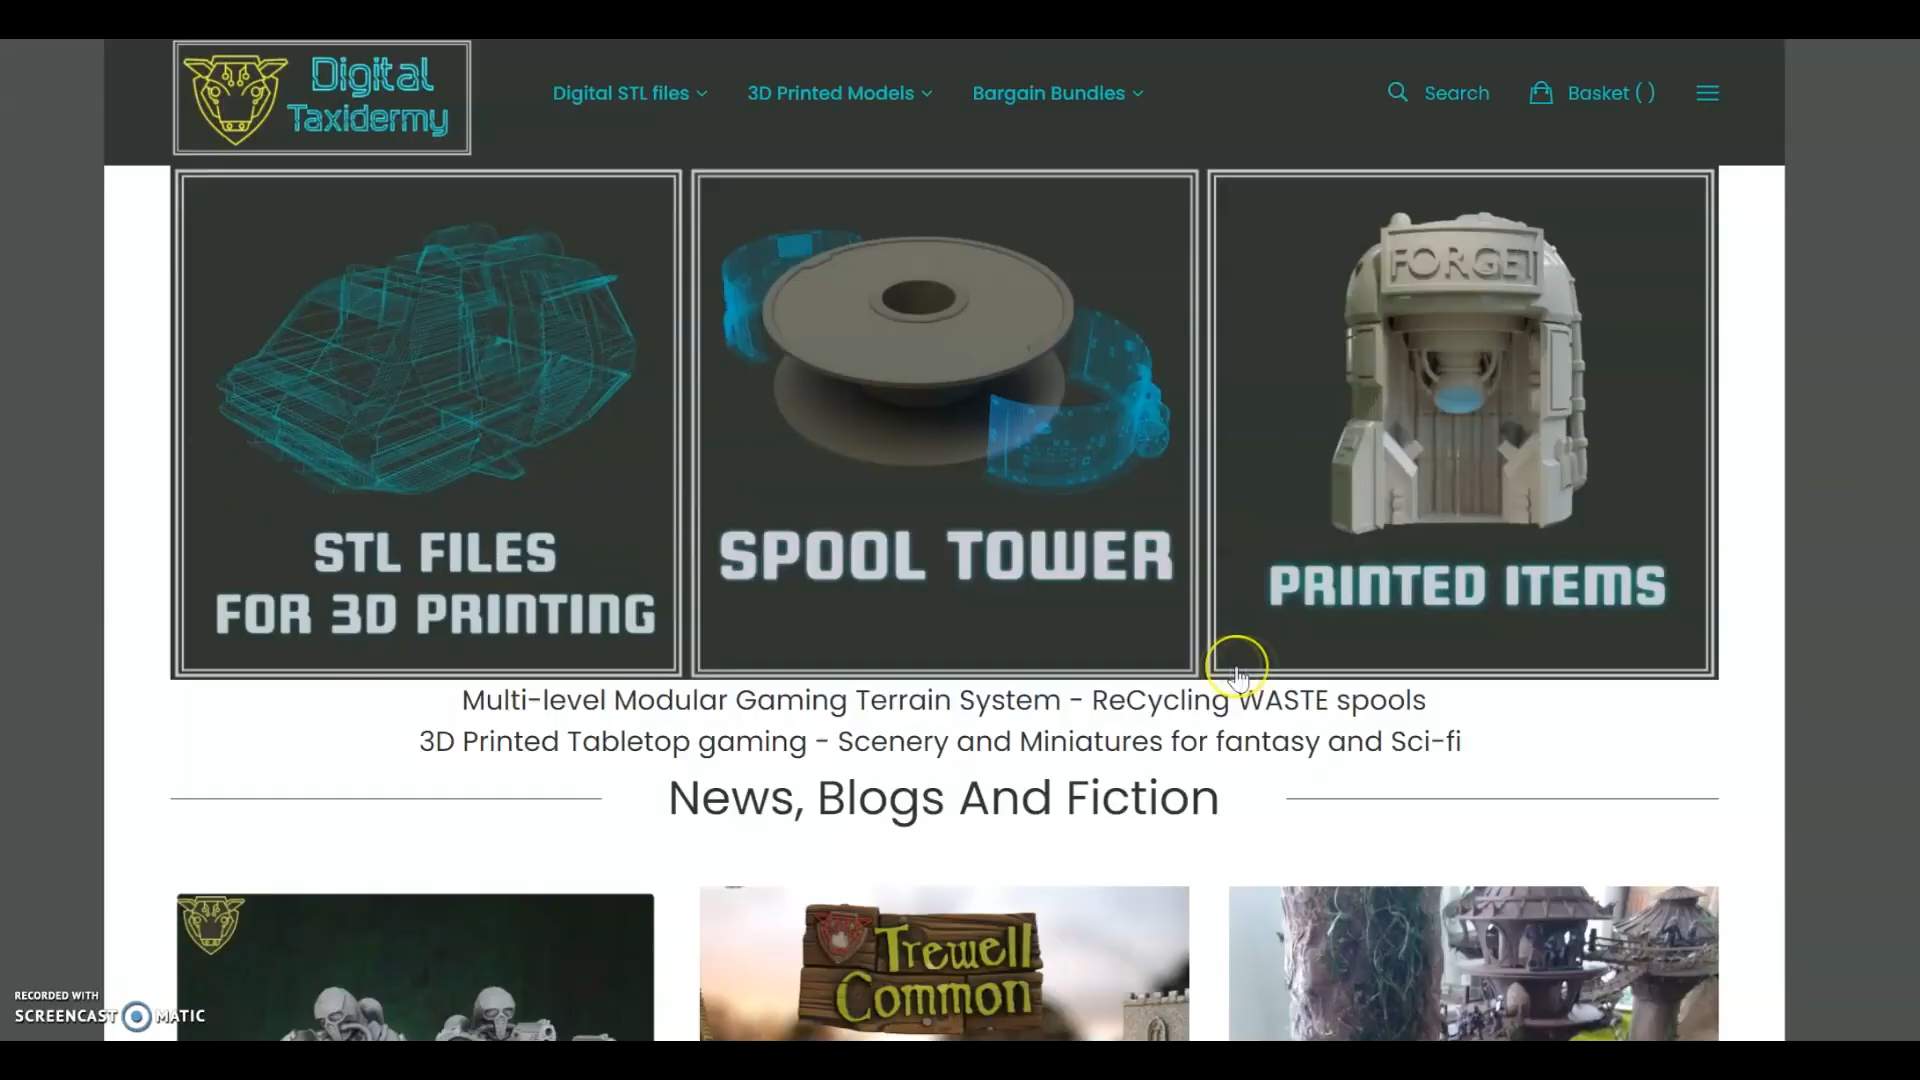 Digital
Taxidermy
Digital STL files
3D Printed Models
Bargain Bundles
Search
Basket ( )
STL FILES
FOR 3D PRINTING
SPOOL TOWER
FORGET
PRINTED ITEMS
Multi-level Modular Gaming Terrain System - ReCycling WASTE spools
3D Printed Tabletop gaming - Scenery and Miniatures for fantasy and Sci-fi
News, Blogs And Fiction
Trewell
Common
RECORDED WITH
SCREENCAST MATIC